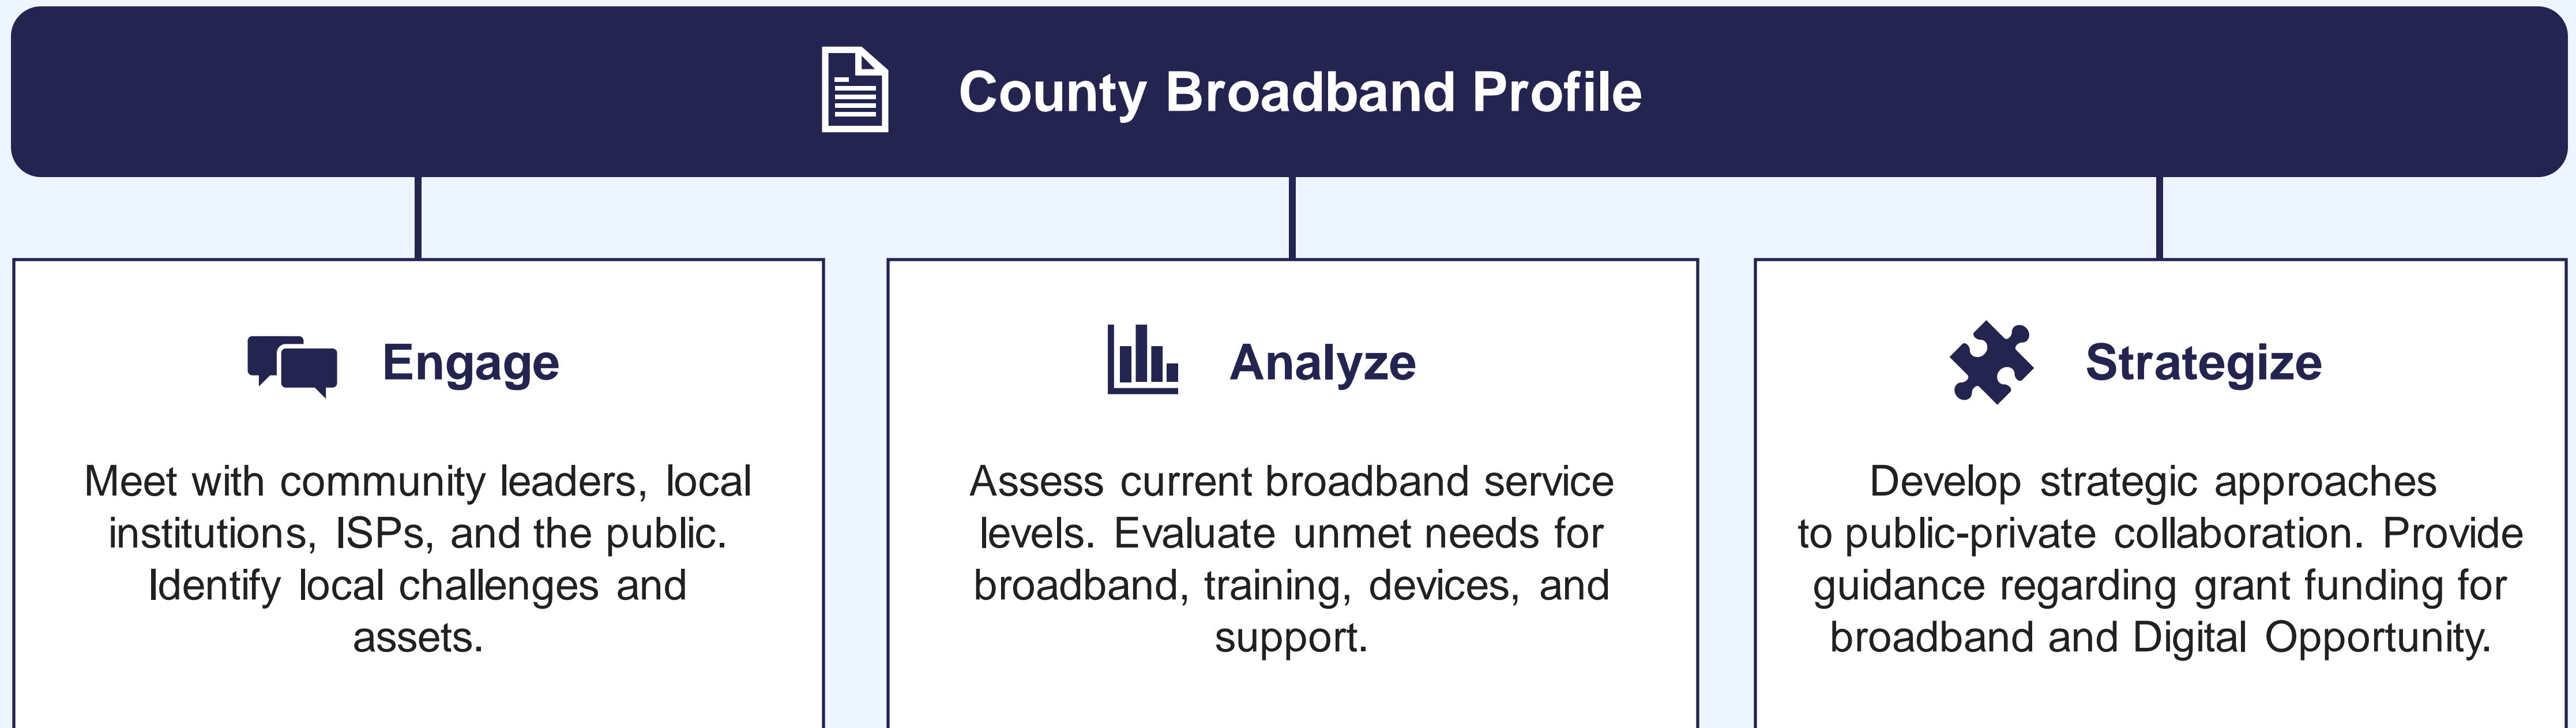 County Broadband Profile
Engage
Meet with community leaders, local
institutions, ISPs, and the public.
Identify local challenges and
assets.
Analyze
Assess current broadband service
levels. Evaluate unmet needs for
broadband, training, devices, and
support.
Strategize
Develop strategic approaches
to public-private collaboration. Provide
guidance regarding grant funding for
broadband and Digital Opportunity.